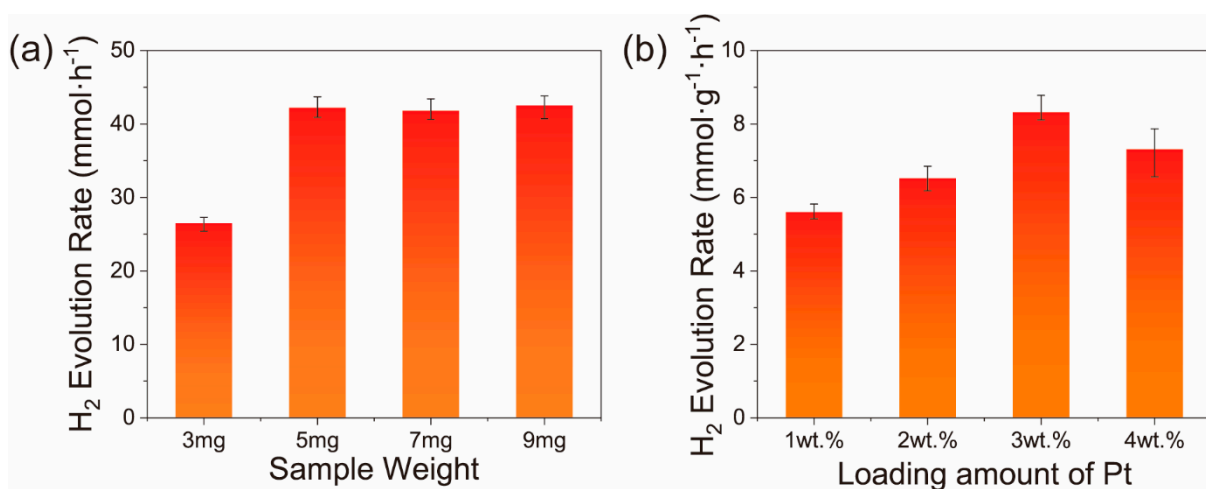 (a)
H₂ Evolution Rate (mmol·h⁻¹)
50
40
30
20
10
0
3mg 5mg 7mg 9mg
Sample Weight
(b)
H₂ Evolution Rate (mmol·g⁻¹·h⁻¹)
10
8
6
4
2
0
1wt.% 2wt.% 3wt.% 4wt.%
Loading amount of Pt